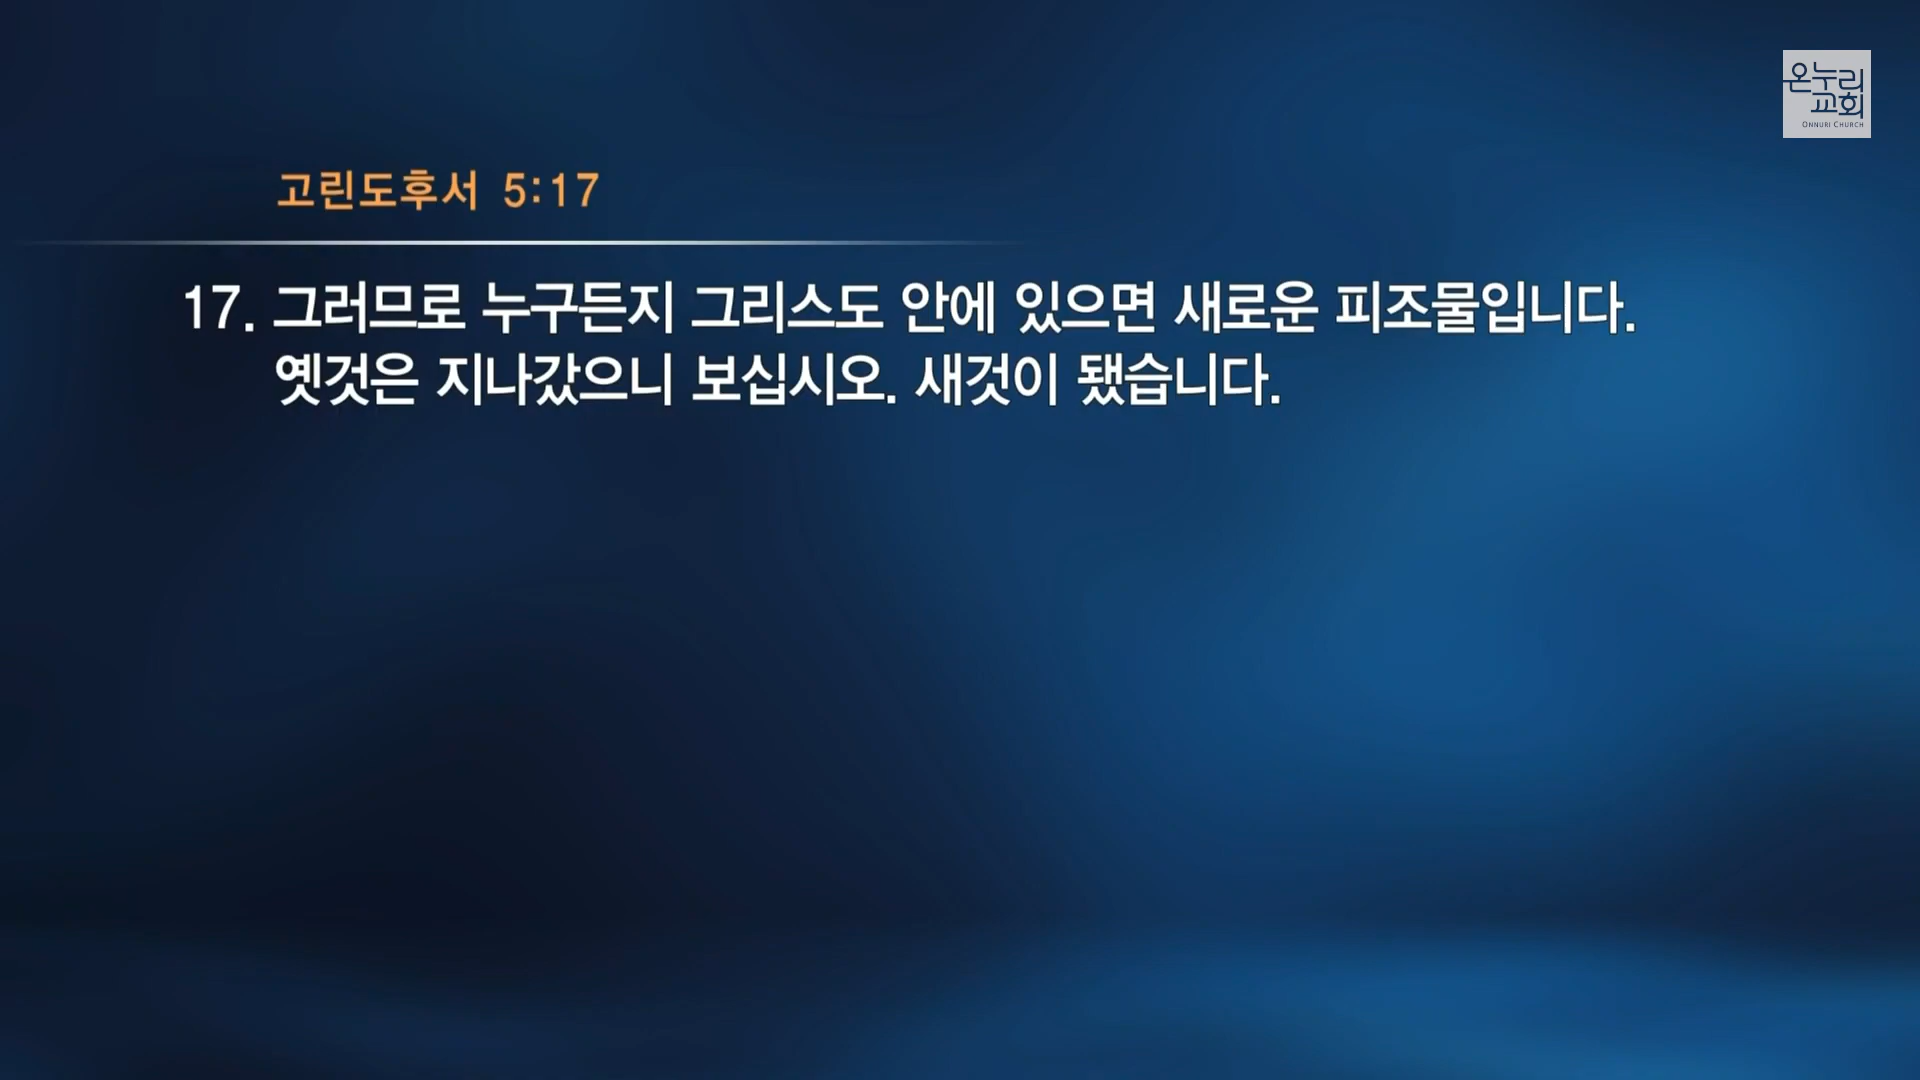 온누리
교회
ONNURI CHURCH
고린도후서 5:17
17. 그러므로 누구든지 그리스도 안에 있으면 새로운 피조물입니다.
옛것은 지나갔으니 보십시오. 새것이 됐습니다.